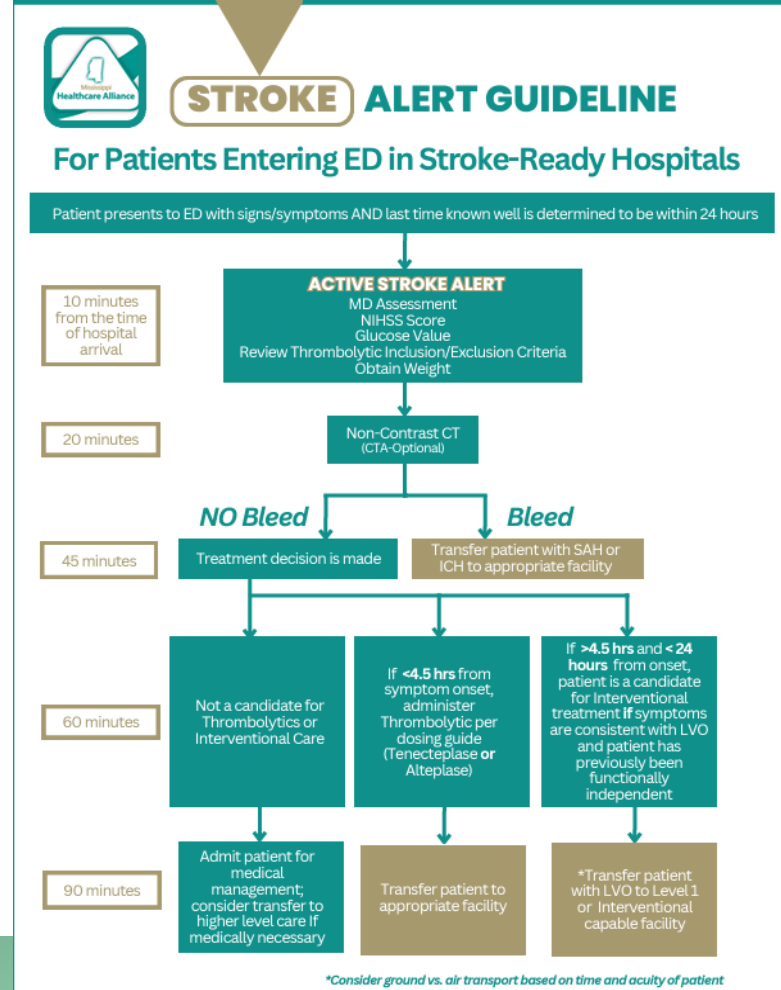 Mississippi
Healthcare Alliance
STROKE ALERT GUIDELINE
For Patients Entering ED in Stroke-Ready Hospitals
Patient presents to ED with signs/symptoms AND last time known well is determined to be within 24 hours
10 minutes
from the time
of hospital
arrival
ACTIVE STROKE ALERT
MD Assessment
NIHSS Score
Glucose Value
Review Thrombolytic Inclusion/Exclusion Criteria
Obtain Weight
20 minutes
Non-Contrast CT
(CTA-Optional)
NO Bleed
Bleed
45 minutes
Treatment decision is made
Transfer patient with SAH or
ICH to appropriate facility
60 minutes
Not a candidate for
Thrombolytics or
Interventional Care
If <4.5 hrs from
symptom onset,
administer
Thrombolytic per
dosing guide
(Tenecteplase or
Alteplase)
If >4.5 hrs and < 24
hours from onset,
patient is a candidate
for Interventional
treatment if symptoms
are consistent with LVO
and patient has
previously been
functionally
independent
90 minutes
Admit patient for
medical
management;
consider transfer to
higher level care If
medically necessary
Transfer patient to
appropriate facility
*Transfer patient
with LVO to Level 1
or Interventional
capable facility
*Consider ground vs. air transport based on time and acuity of patient